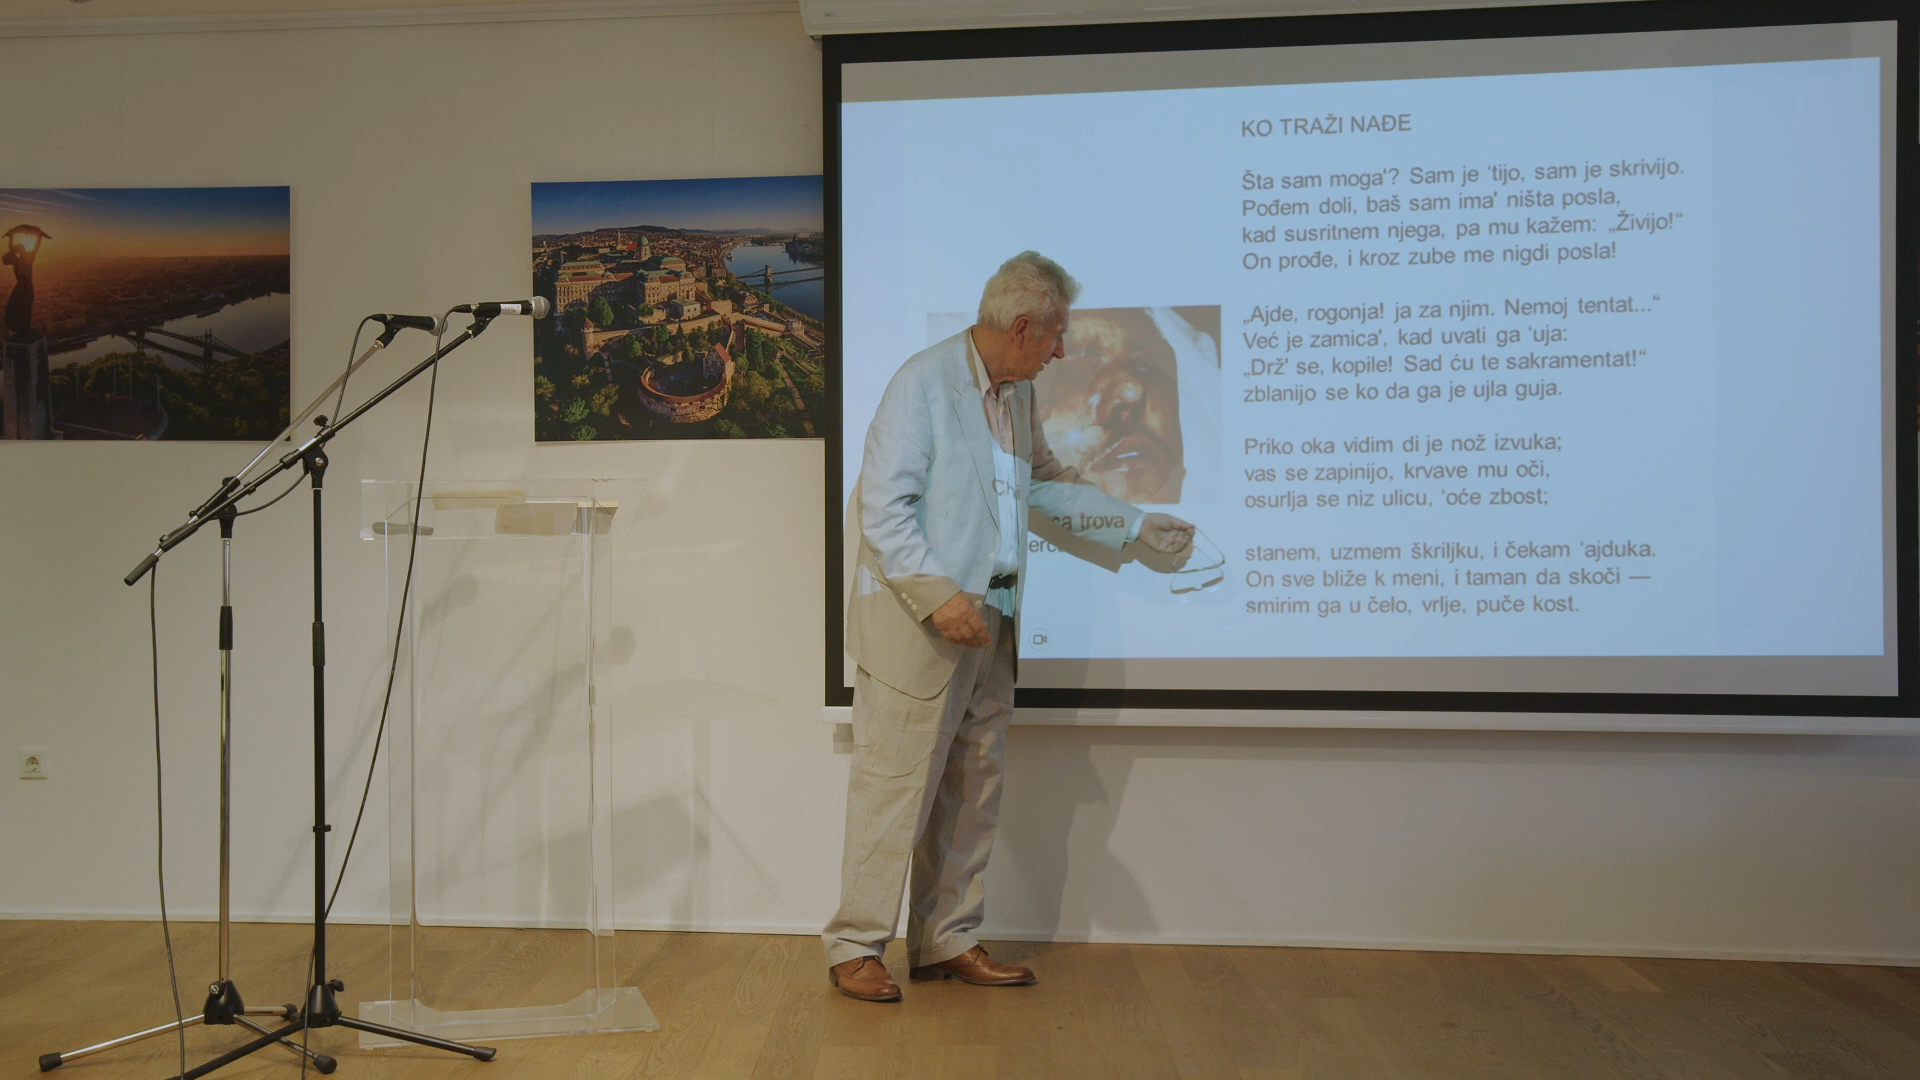 KO TRAŽI NAĐE
Šta sam moga'? Sam je 'tijo, sam je skrivijo.
Pođem doli, baš sam ima' ništa posla,
kad susritnem njega, pa mu kažem: „Živijo!“
On prođe, i kroz zube me nigdi posla!
„Ajde, rogonja! ja za njim. Nemoj tentat...“
Već je zamica', kad uvati ga 'uja:
„Drž' se, kopile! Sad ću te sakramentat!“
zblanijo se ko da ga je ujla guja.
Priko oka vidim di je nož izvuka;
vas se zapinijo, krvave mu oči,
osurlja se niz ulicu, 'oće zbost;
stanem, uzmem škriljku, i čekam 'ajduka.
On sve bliže k meni, i taman da skoči —
smirim ga u čelo, vrlje, puče kost.
trova